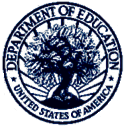 DEPARTMENT OF EDUCATION
UNITED STATES OF AMERICA